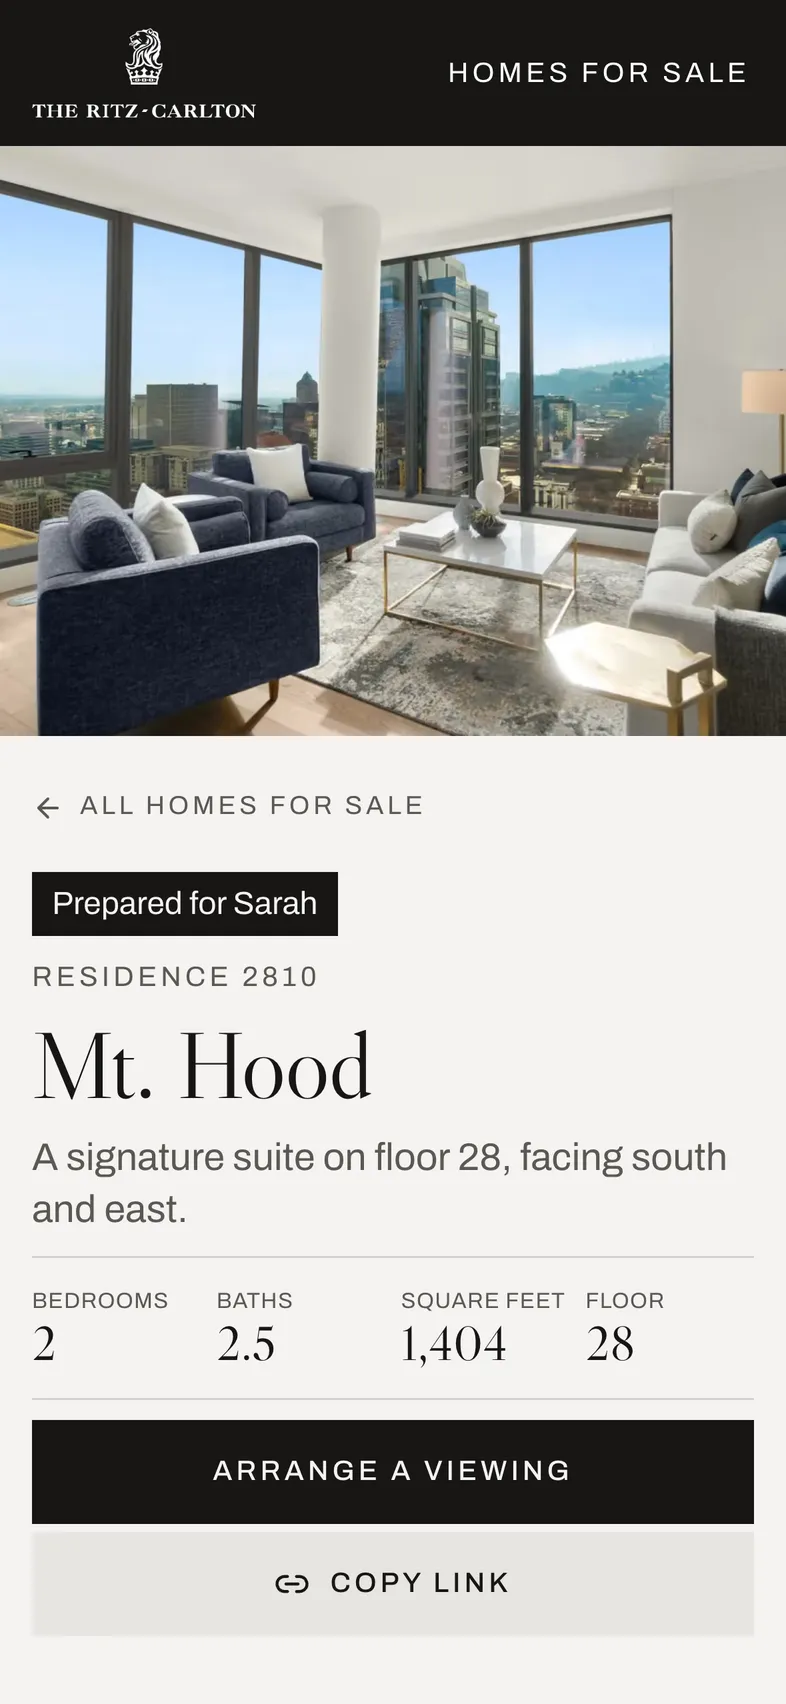 THE RITZ-CARLTON
HOMES FOR SALE
ALL HOMES FOR SALE
Prepared for Sarah
RESIDENCE 2810
Mt. Hood
A signature suite on floor 28, facing south
and east.
BEDROOMS BATHS SQUARE FEET FLOOR
2 2.5 1,404 28
ARRANGE A VIEWING
COPY LINK